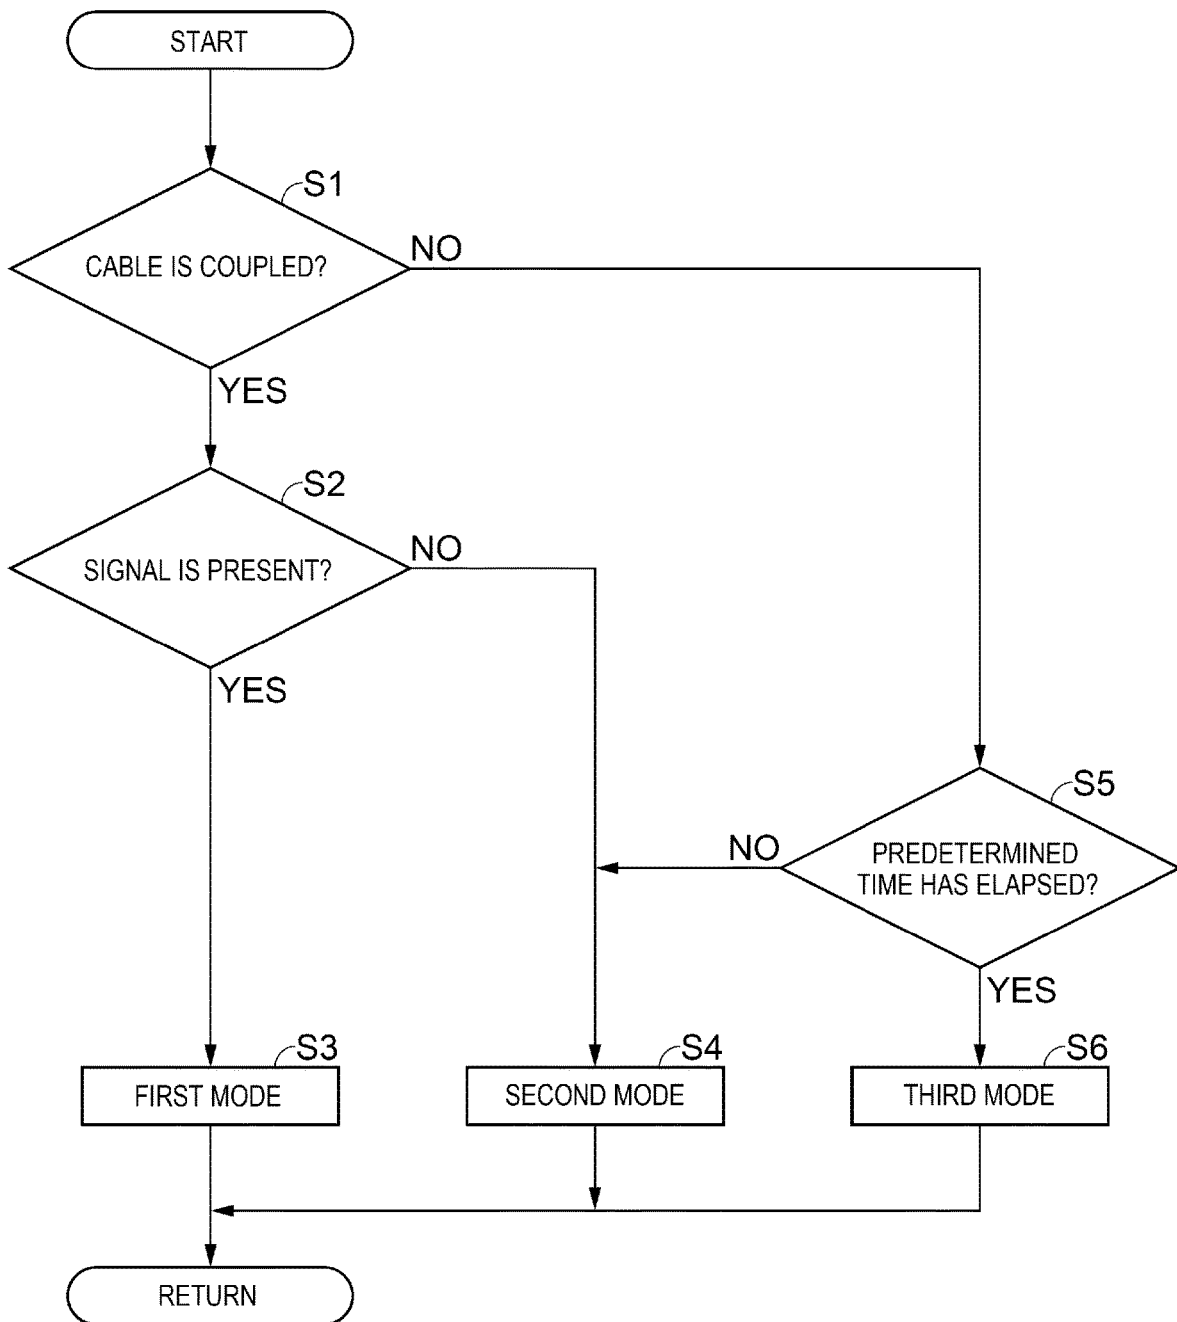 START
S1
CABLE IS COUPLED?
NO
YES
S2
SIGNAL IS PRESENT?
NO
YES
S5
PREDETERMINED
TIME HAS ELAPSED?
NO
YES
S3
FIRST MODE
S4
SECOND MODE
S6
THIRD MODE
RETURN